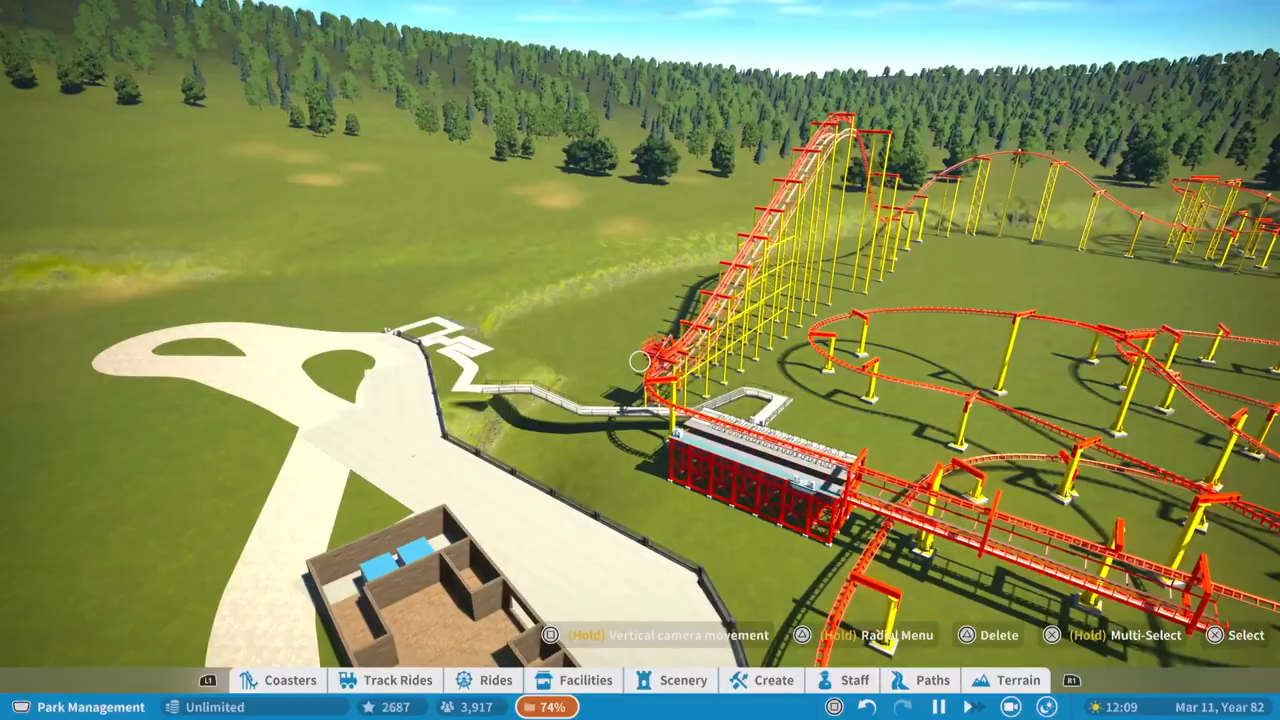 (Hold) Vertical camera movement (Hold) Radial Menu Delete (Hold) Multi-Select Select
L1 Coasters Track Rides Rides Facilities Scenery Create Staff Paths Terrain R1
Park Management Unlimited 2687 3,917 74% 12:09 Mar 11, Year 82